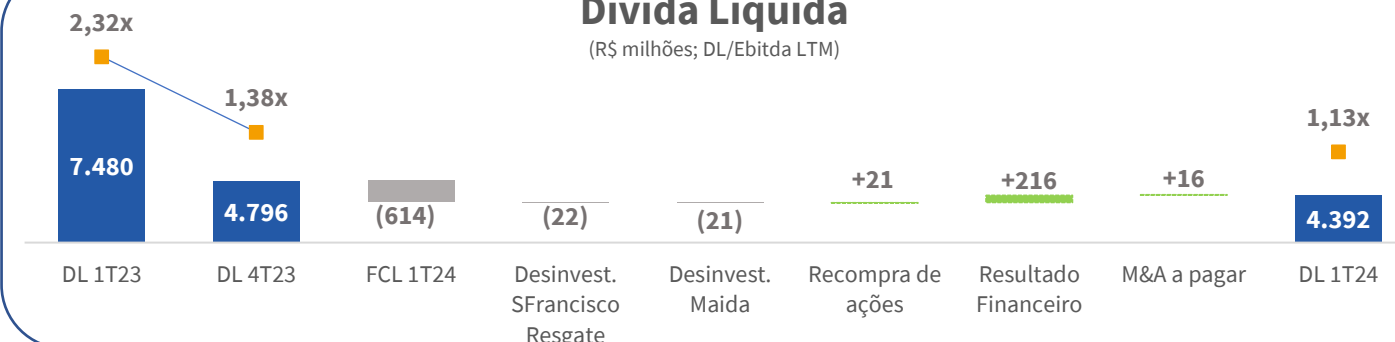 Dívida Líquida
(R$ milhões; DL/Ebitda LTM)
2,32x
1,38x
1,13x
7.480
4.796
(614)
(22)
(21)
+21
+216
+16
4.392
DL 1T23
DL 4T23
FCL 1T24
Desinvest.
SFrancisco
Resgate
Desinvest.
Maida
Recompra de
ações
Resultado
Financeiro
M&A a pagar
DL 1T24